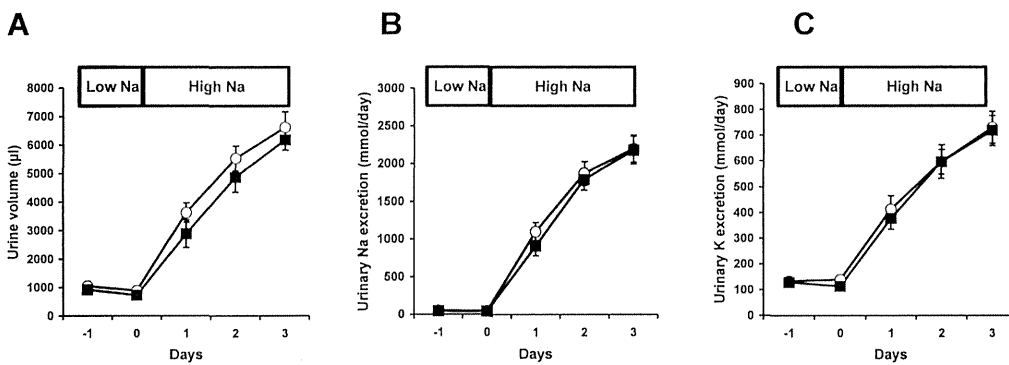 A
Low Na High Na
Urine volume (µl)
8000
7000
6000
5000
4000
3000
2000
1000
0
-1 0 1 2 3
Days
B
Low Na High Na
Urinary Na excretion (mmol/day)
3000
2500
2000
1500
1000
500
0
-1 0 1 2 3
Days
C
Low Na High Na
Urinary K excretion (mmol/day)
900
800
700
600
500
400
300
200
100
0
-1 0 1 2 3
Days